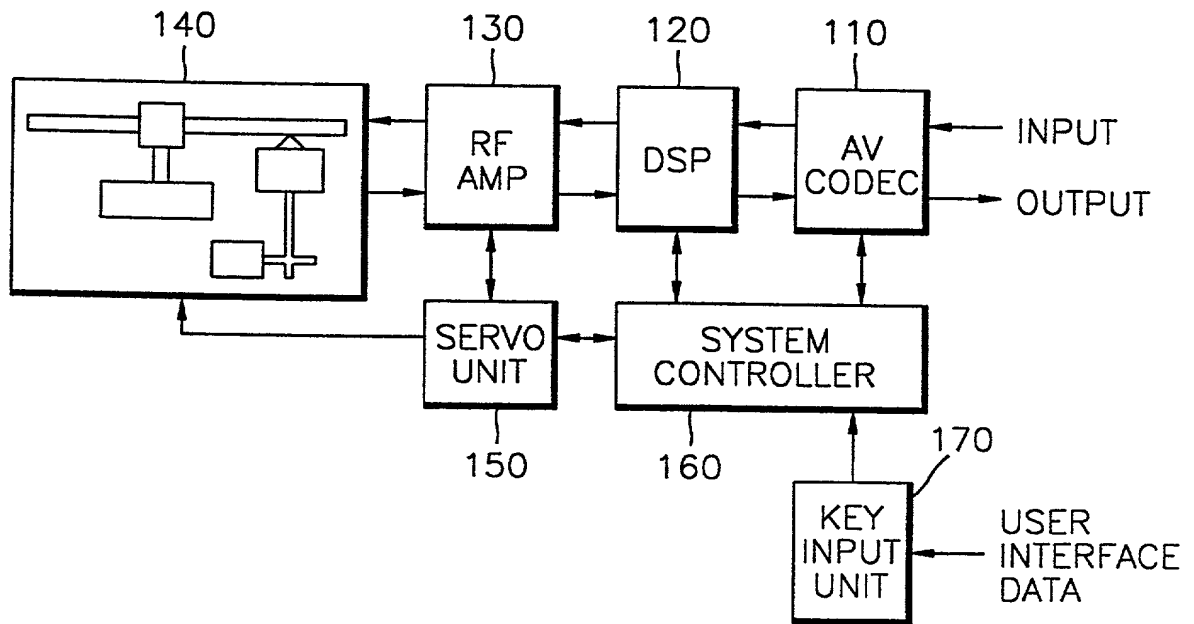 140
130
120
110
RF
AMP
DSP
AV
CODEC
INPUT
OUTPUT
SERVO
UNIT
SYSTEM
CONTROLLER
150
160
170
KEY
INPUT
UNIT
USER
INTERFACE
DATA